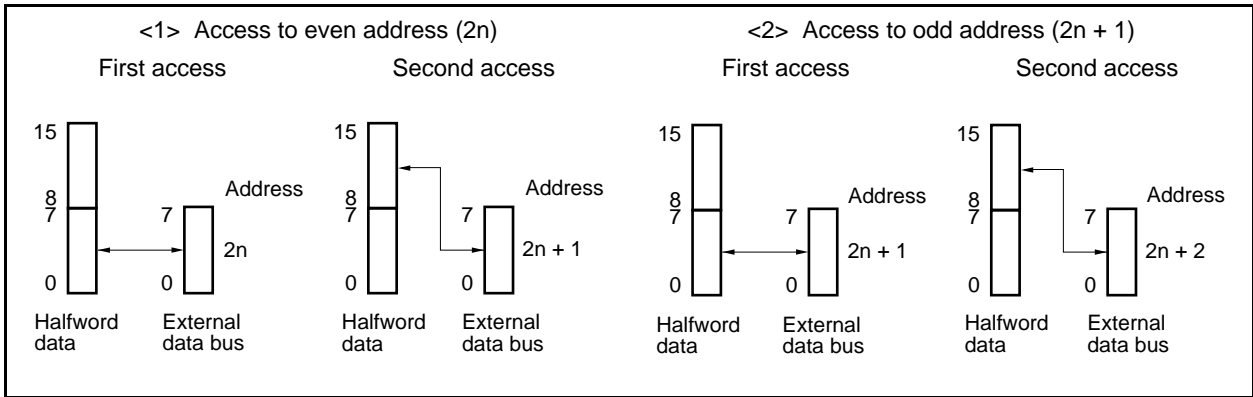 <1> Access to even address (2n)
First access
Second access
15
8
7
0
7
0
Address
2n
Halfword
data
External
data bus
15
8
7
0
7
0
Address
2n + 1
Halfword
data
External
data bus
<2> Access to odd address (2n + 1)
First access
Second access
15
8
7
0
7
0
Address
2n + 1
Halfword
data
External
data bus
15
8
7
0
7
0
Address
2n + 2
Halfword
data
External
data bus